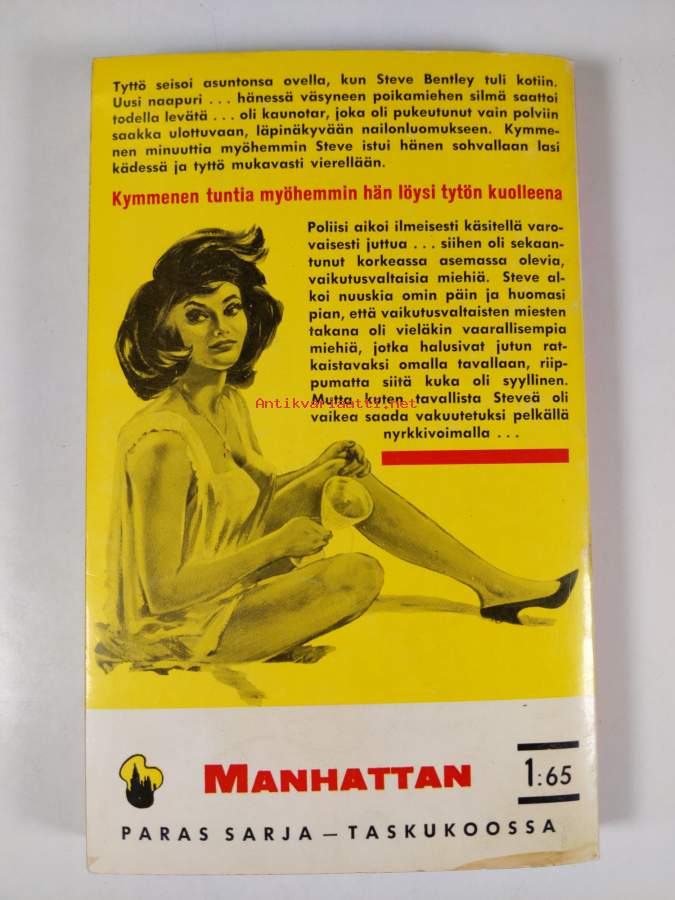 Tyttö seisoi asuntonsa ovella, kun Steve Bentley tuli kotiin.
Uusi naapuri . . . hänessä väsyneen poikamiehen silmä saattoi
todella levätä . . . oli kaunotar, joka oli pukeutunut vain polviin
saakka ulottuvaan, läpinäkyvään nailonluomukseen. Kymme-
nen minuuttia myöhemmin Steve istui hänen sohvallaan lasi
kädessä ja tyttö mukavasti vierellään.
Kymmenen tuntia myöhemmin hän löysi tytön kuolleena
Poliisi aikoi ilmeisesti käsitellä varo-
vaisesti juttua . . . siihen oli sekaan-
tunut korkeassa asemassa olevia,
vaikutusvaltaisia miehiä. Steve al-
koi nuuskia omin päin ja huomasi
pian, että vaikutusvaltaisten miesten
takana oli vieläkin vaarallisempia
miehiä, jotka halusivat jutun rat-
kaistavaksi omalla tavallaan, riip-
pumatta siitä kuka oli syyllinen.
Antikvariaatti.net
Mutta kuten tavallista Steveä oli
vaikea saada vakuutetuksi pelkällä
nyrkkivoimalla . . .
MANHATTAN
1:65
PARAS SARJA — TASKUKOOSSA